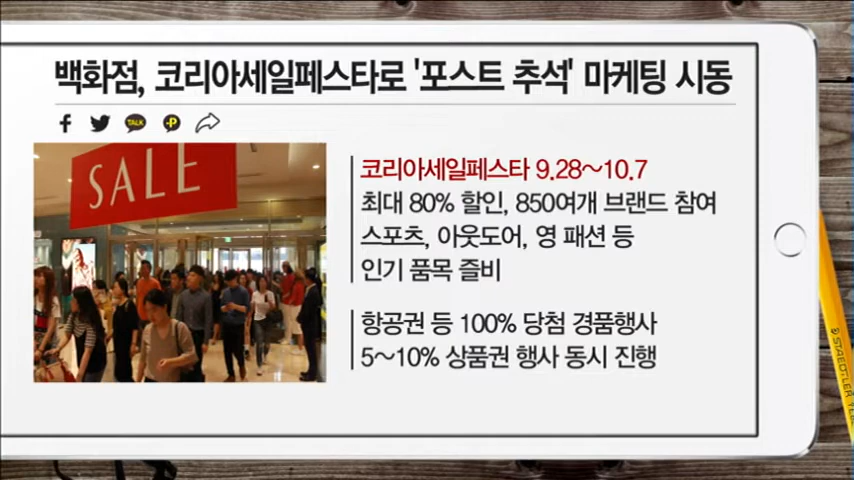 백화점, 코리아세일페스타로 '포스트 추석' 마케팅 시동
TALK
P
SALE
코리아세일페스타 9.28~10.7
최대 80% 할인, 850여개 브랜드 참여
스포츠, 아웃도어, 영 패션 등
인기 품목 즐비
항공권 등 100% 당첨 경품행사
5~10% 상품권 행사 동시 진행
STAEDTLER